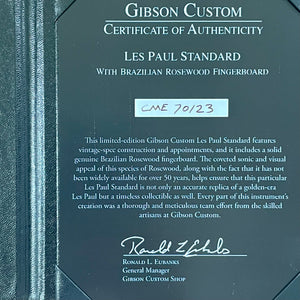 GIBSON CUSTOM
CERTIFICATE OF AUTHENTICITY
LES PAUL STANDARD
WITH BRAZILIAN ROSEWOOD FINGERBOARD
CME 70/23
This limited-edition Gibson Custom Les Paul Standard features
vintage-spec construction and appointments, and it includes a solid
genuine Brazilian Rosewood fingerboard. The coveted sonic and visual
appeal of this species of Rosewood, along with the fact that it has not
been widely available for over 50 years, helps ensure that this particular
Les Paul Standard is not only an accurate replica of a golden-era
Les Paul but a timeless collectible as well. Every part of this instrument's
creation was a thorough and meticulous team effort from the skilled
artisans at Gibson Custom.
Ronald L Eubanks
RONALD L. EUBANKS
GENERAL MANAGER
GIBSON CUSTOM SHOP